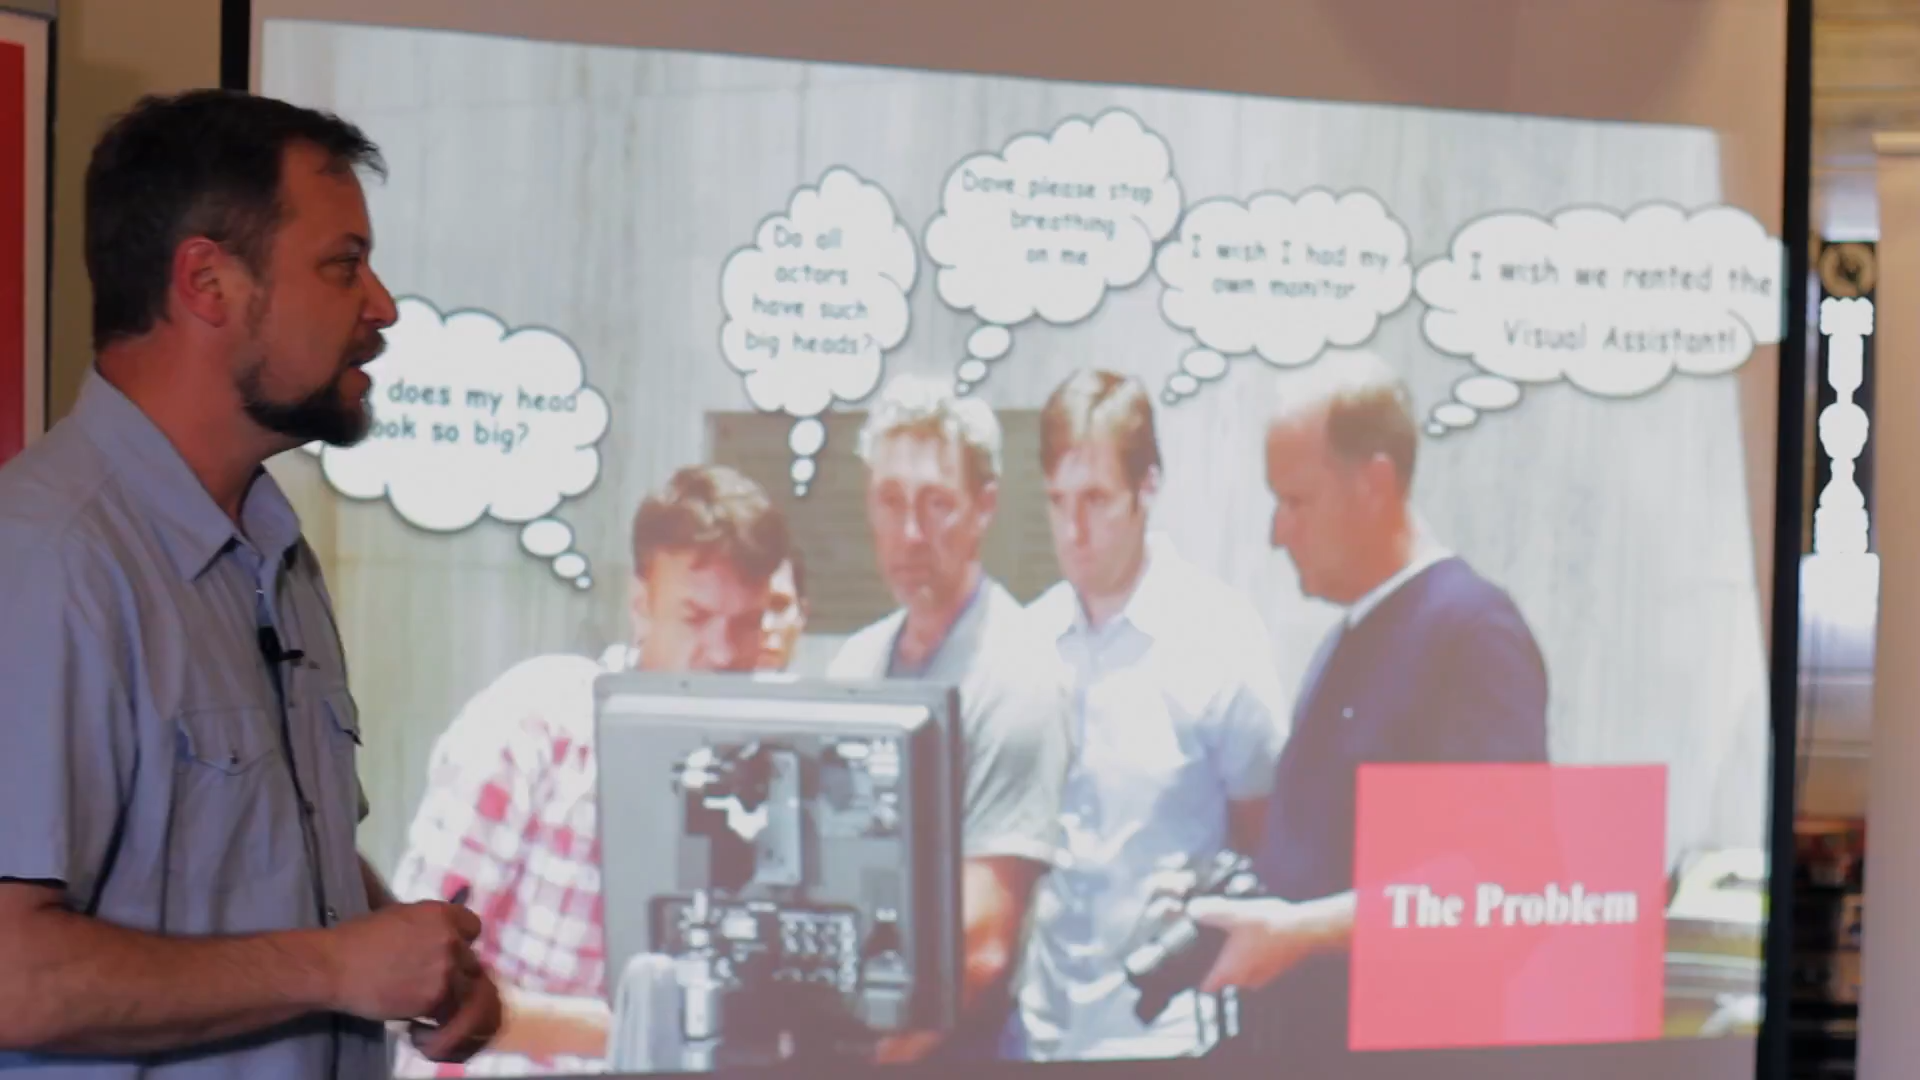 does my head
ook so big?
Do all
actors
have such
big heads?
Dave please stop
breathing
on me
I wish I had my
own monitor
I wish we rented the
Visual Assistant!
The Problem